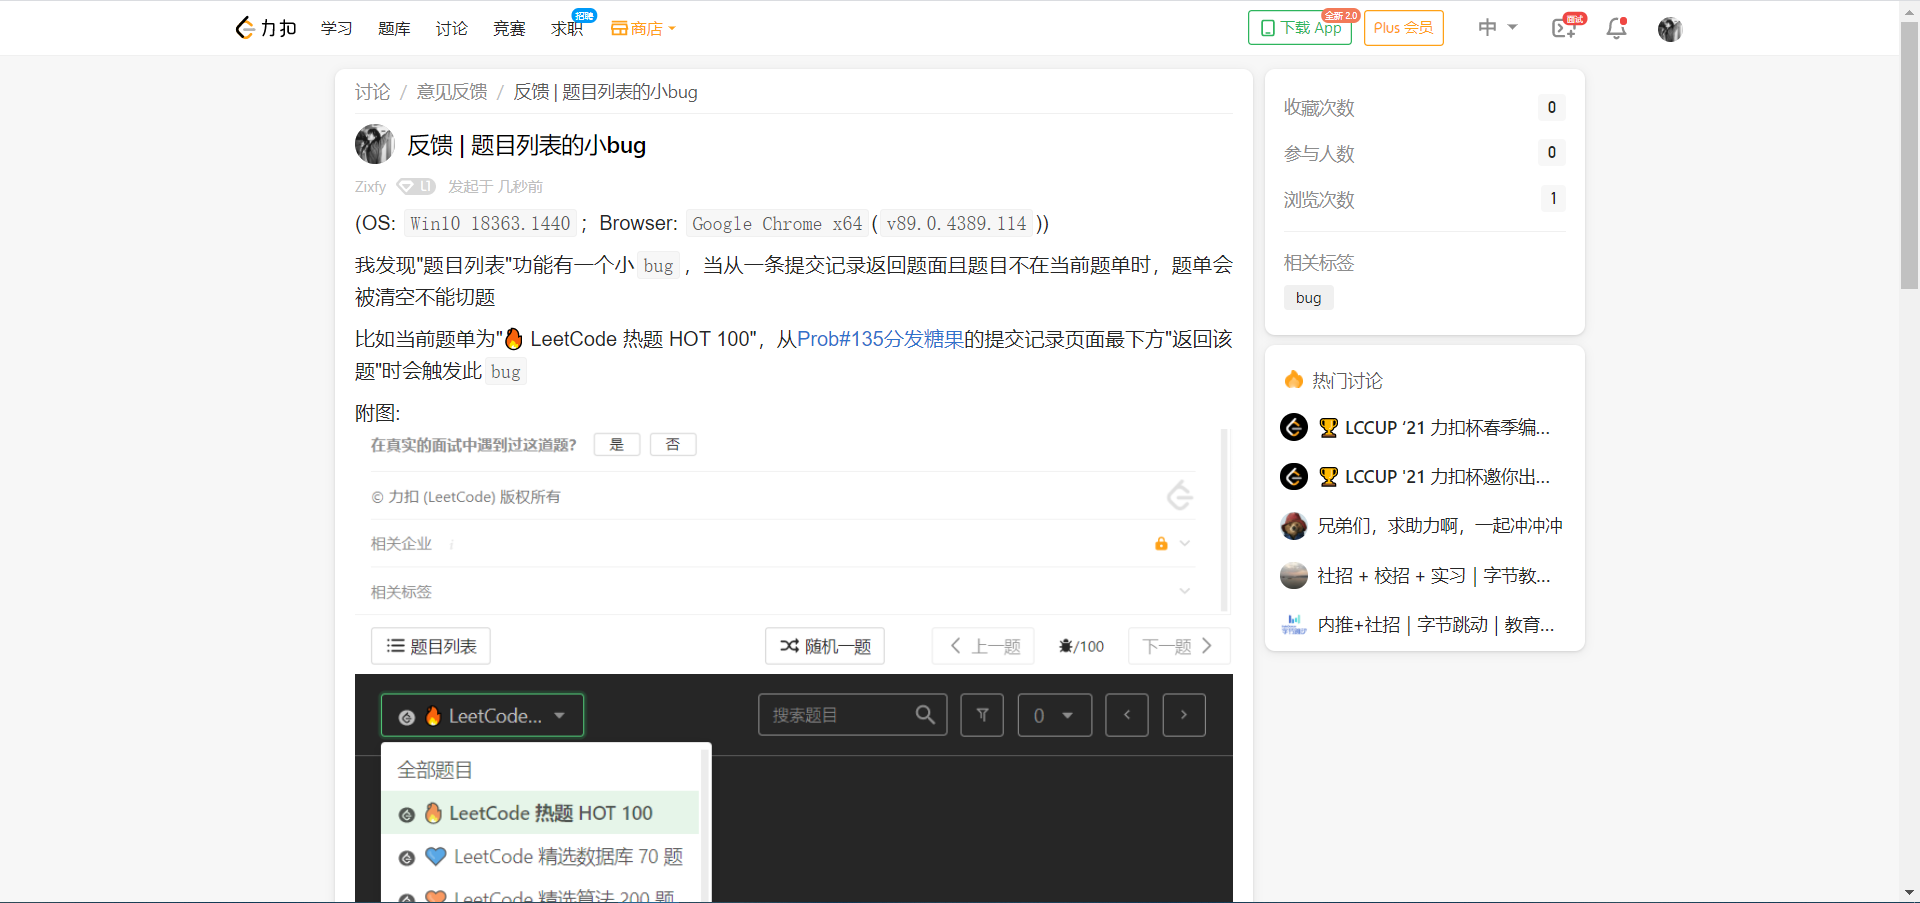 力扣 学习 题库 讨论 竞赛 求职 招聘 商店 下载 App 全新 2.0 Plus 会员 中 面试
讨论 / 意见反馈 / 反馈 | 题目列表的小bug
反馈 | 题目列表的小bug
Zixfy L1 发起于 几秒前
(OS: Win10 18363.1440 ; Browser: Google Chrome x64 ( v89.0.4389.114 ))
我发现"题目列表"功能有一个小 bug ，当从一条提交记录返回题面且题目不在当前题单时，题单会
被清空不能切题
比如当前题单为"🔥 LeetCode 热题 HOT 100"，从Prob#135分发糖果的提交记录页面最下方"返回该
题"时会触发此 bug
附图:
在真实的面试中遇到过这道题? 是 否
© 力扣 (LeetCode) 版权所有
相关企业 i
相关标签
题目列表 随机一题 上一题 /100 下一题
🔥 LeetCode... 搜索题目 0
全部题目
🔥 LeetCode 热题 HOT 100
💙 LeetCode 精选数据库 70 题
LeetCode 精选算法 200 题
收藏次数 0
参与人数 0
浏览次数 1
相关标签
bug
热门讨论
🏆 LCCUP ‘21 力扣杯春季编...
🏆 LCCUP '21 力扣杯邀你出...
兄弟们，求助力啊，一起冲冲冲
社招 + 校招 + 实习 | 字节教...
内推+社招 | 字节跳动 | 教育...